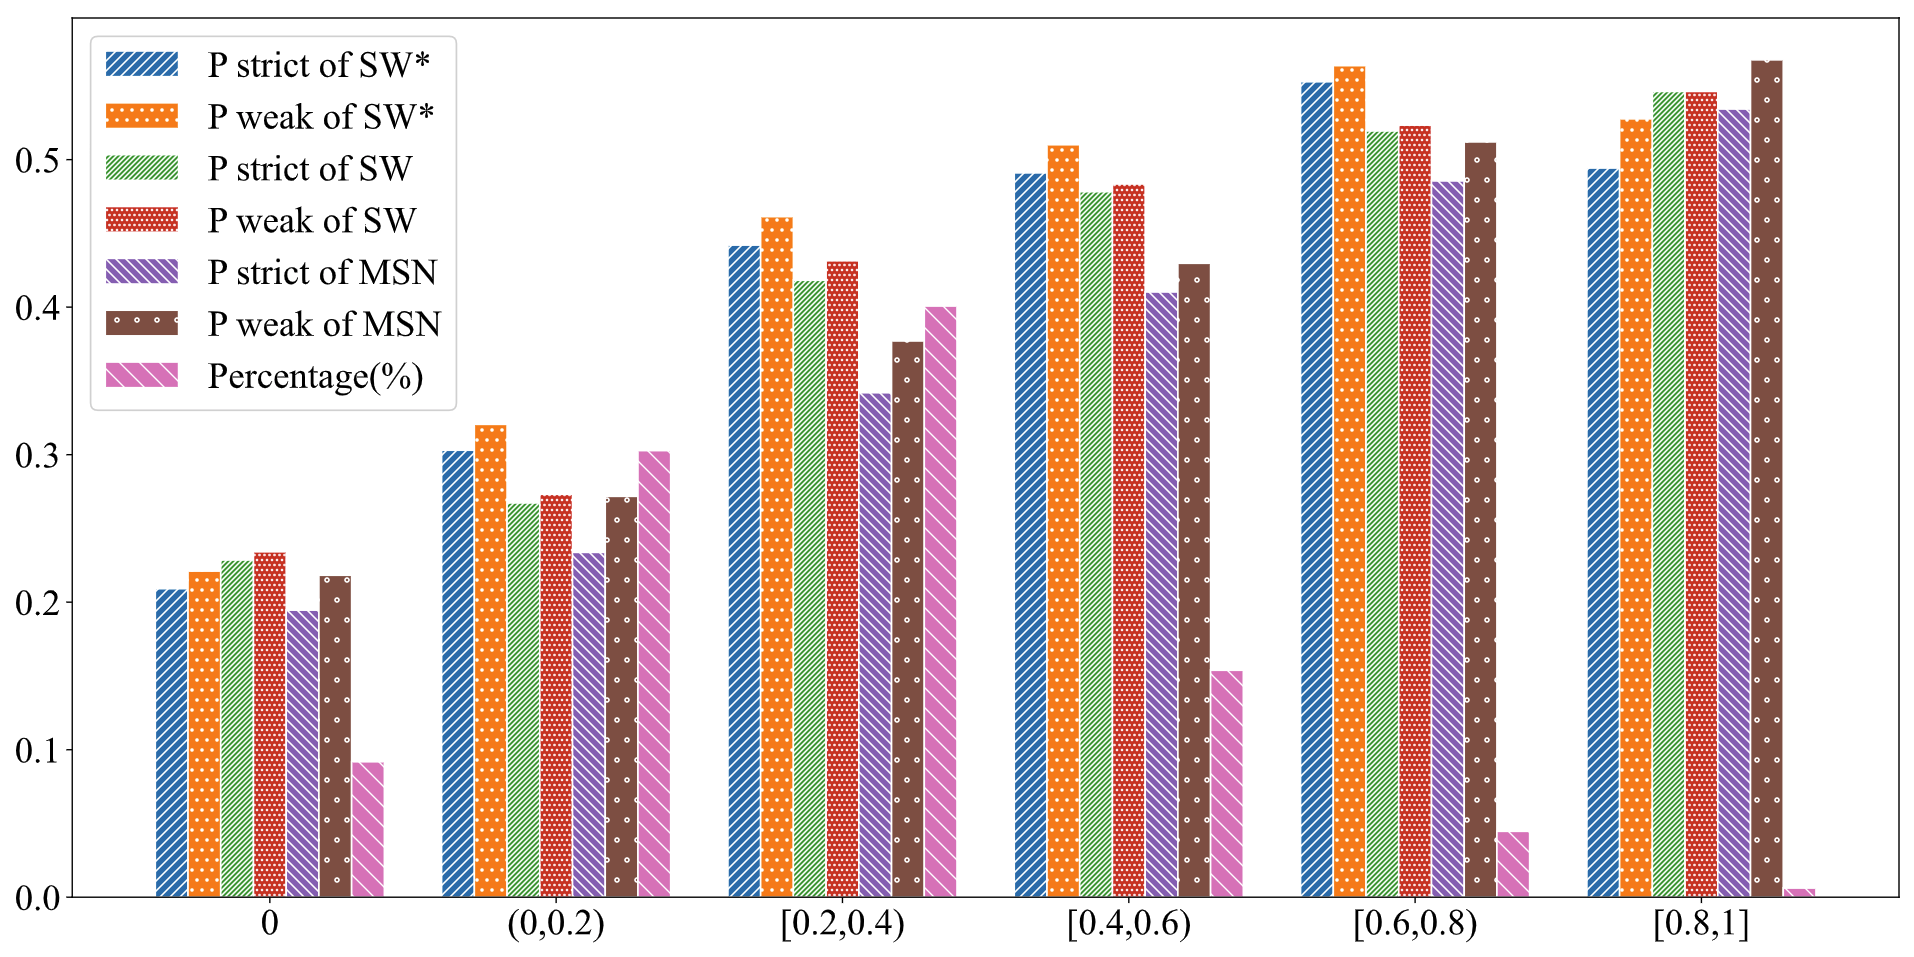 P strict of SW*
P weak of SW*
P strict of SW
P weak of SW
P strict of MSN
P weak of MSN
Percentage(%)
0.5
0.4
0.3
0.2
0.1
0.0
0 (0,0.2) [0.2,0.4) [0.4,0.6) [0.6,0.8) [0.8,1]